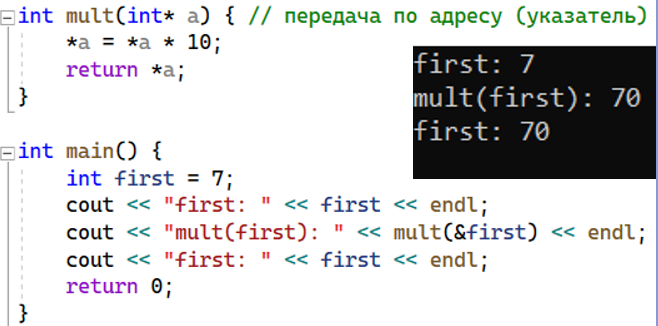 int mult(int* a) { // передача по адресу (указатель)
    *a = *a * 10;
    return *a;
}
first: 7
mult(first): 70
first: 70
int main() {
    int first = 7;
    cout << "first: " << first << endl;
    cout << "mult(first): " << mult(&first) << endl;
    cout << "first: " << first << endl;
    return 0;
}